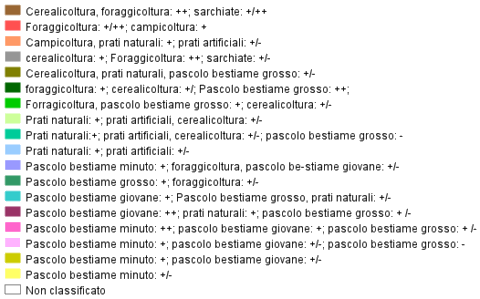 Cerealicoltura, foraggicoltura: ++; sarchiate: +/++
Foraggicoltura: +/++; campicoltura: +
Campicoltura, prati naturali: +; prati artificiali: +/-
cerealicoltura: +; Foraggicoltura: ++; sarchiate: +/-
Cerealicoltura, prati naturali, pascolo bestiame grosso: +/-
foraggicoltura: +; cerealicoltura: +/; Pascolo bestiame grosso: ++;
Forragicoltura, pascolo bestiame grosso: +; cerealicoltura: +/-
Prati naturali: +; prati artificiali, cerealicoltura: +/-
Prati naturali:+; prati artificiali, cerealicoltura: +/-; pascolo bestiame grosso: -
Prati naturali: +; prati artificiali: +/-
Pascolo bestiame minuto: +; foraggicoltura, pascolo be-stiame giovane: +/-
Pascolo bestiame grosso: +; foraggicoltura: +/-
Pascolo bestiame giovane: +; Pascolo bestiame grosso, prati naturali: +/-
Pascolo bestiame giovane: ++; prati naturali: +; pascolo bestiame grosso: + /-
Pascolo bestiame minuto: ++; pascolo bestiame giovane: +; pascolo bestiame grosso: + /-
Pascolo bestiame minuto: +; pascolo bestiame giovane: +/-; pascolo bestiame grosso: -
Pascolo bestiame minuto: +; pascolo bestiame giovane: +/-
Pascolo bestiame minuto: +/-
Non classificato